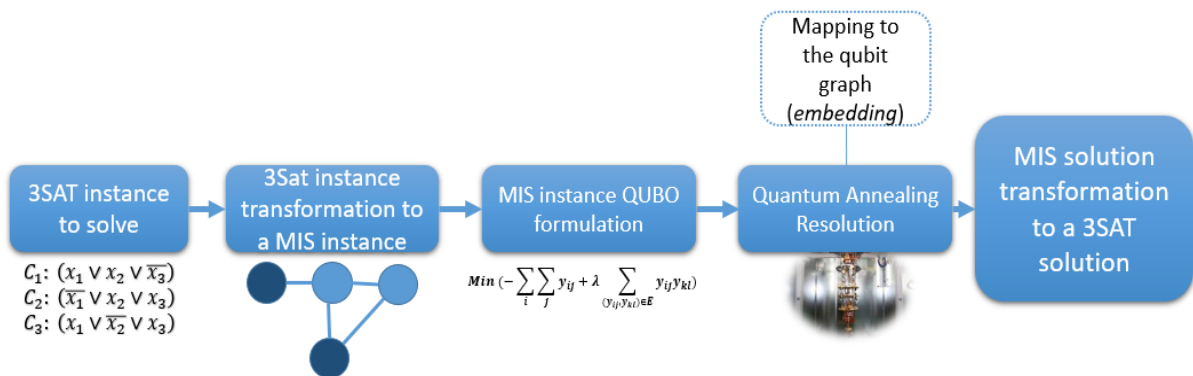 Mapping to
the qubit
graph
(embedding)
3SAT instance
to solve
3Sat instance
transformation to
a MIS instance
MIS instance QUBO
formulation
Quantum Annealing
Resolution
MIS solution
transformation
to a 3SAT
solution
C₁: (x₁ ∨ x₂ ∨ x̅₃)
C₂: (x̅₁ ∨ x₂ ∨ x₃)
C₃: (x₁ ∨ x̅₂ ∨ x₃)
Min (−∑ᵢ ∑ⱼ yᵢⱼ + λ ∑₍yᵢⱼ,yₖₗ₎∈E yᵢⱼyₖₗ)